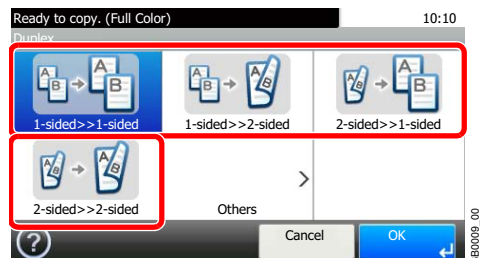 Ready to copy. (Full Color) 10:10
Duplex
A B A B
1-sided>>1-sided
A B A B
1-sided>>2-sided
A B A B
2-sided>>1-sided
A B A B
2-sided>>2-sided
Others
?
Cancel
OK